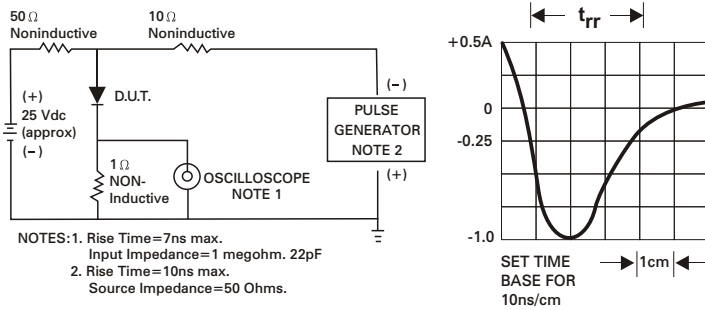 50Ω
Noninductive
10Ω
Noninductive
(+)
25 Vdc
(approx)
(-)
D.U.T.
1Ω
NON-
Inductive
OSCILLOSCOPE
NOTE 1
(-)
PULSE
GENERATOR
NOTE 2
(+)
NOTES:1. Rise Time=7ns max.
Input Impedance=1 megohm. 22pF
2. Rise Time=10ns max.
Source Impedance=50 Ohms.
trr
+0.5A
0
-0.25
-1.0
SET TIME
BASE FOR
10ns/cm
1cm